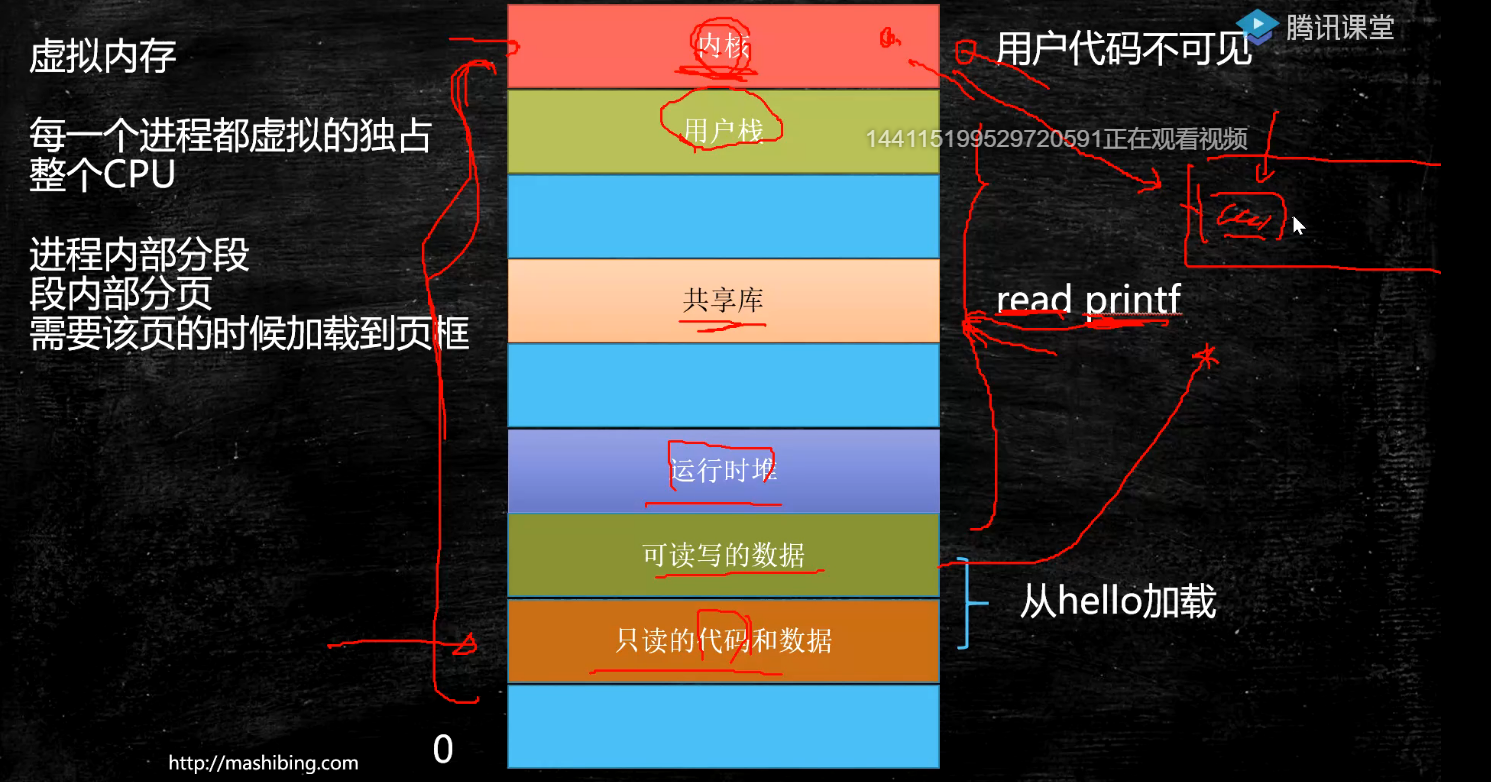 腾讯课堂
虚拟内存
内核
用户代码不可见
每一个进程都虚拟的独占
整个CPU
用户栈
144115199529720591正在观看视频
进程内部分段
段内部分页
需要该页的时候加载到页框
共享库
read printf
运行时堆
可读写的数据
从hello加载
只读的代码和数据
0
http://mashibing.com